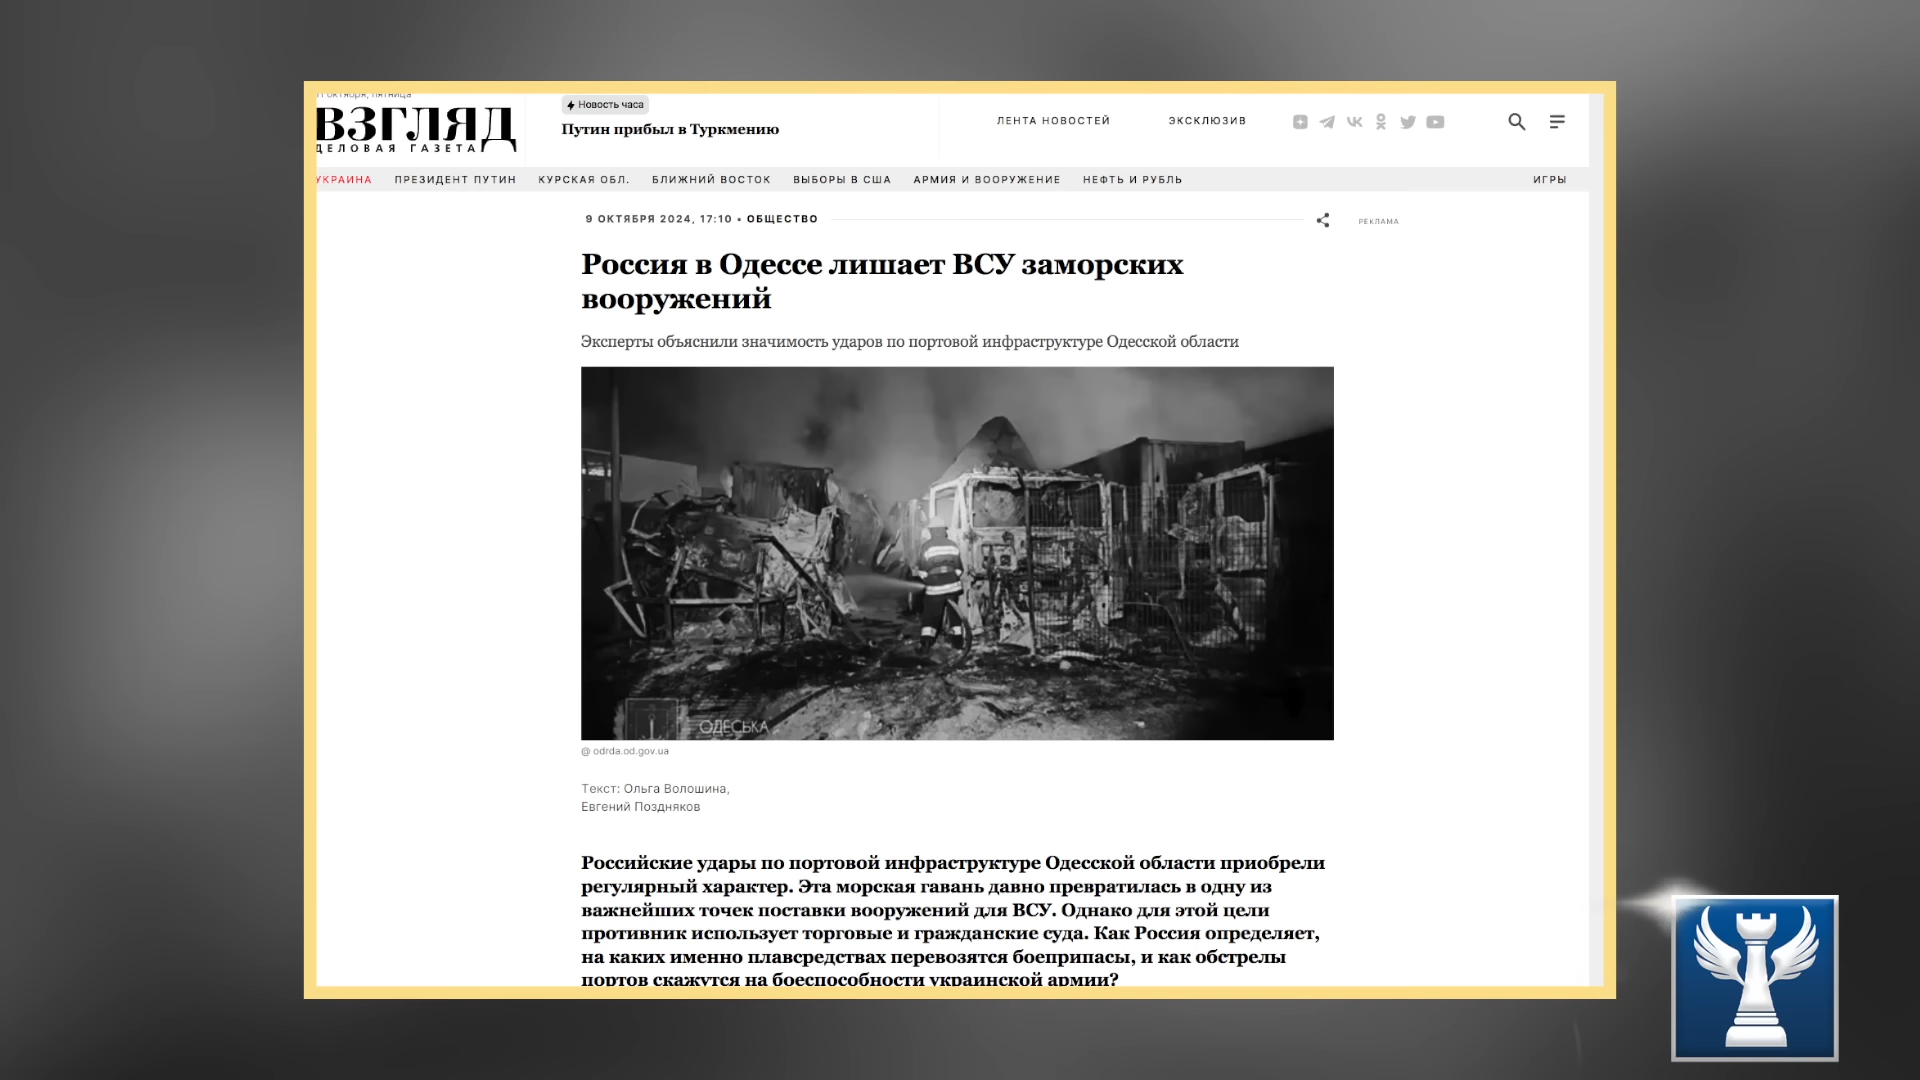 11 октября, пятница
ВЗГЛЯД
ДЕЛОВАЯ ГАЗЕТА
Новость часа
Путин прибыл в Туркмению
ЛЕНТА НОВОСТЕЙ
ЭКСКЛЮЗИВ
УКРАИНА ПРЕЗИДЕНТ ПУТИН КУРСКАЯ ОБЛ. БЛИЖНИЙ ВОСТОК ВЫБОРЫ В США АРМИЯ И ВООРУЖЕНИЕ НЕФТЬ И РУБЛЬ ИГРЫ
9 ОКТЯБРЯ 2024, 17:10 • ОБЩЕСТВО
РЕКЛАМА
Россия в Одессе лишает ВСУ заморских
вооружений
Эксперты объяснили значимость ударов по портовой инфраструктуре Одесской области
ОДЕСЬКА
@ odrda.od.gov.ua
Текст: Ольга Волошина,
Евгений Поздняков
Российские удары по портовой инфраструктуре Одесской области приобрели
регулярный характер. Эта морская гавань давно превратилась в одну из
важнейших точек поставки вооружений для ВСУ. Однако для этой цели
противник использует торговые и гражданские суда. Как Россия определяет,
на каких именно плавсредствах перевозятся боеприпасы, и как обстрелы
портов скажутся на боеспособности украинской армии?